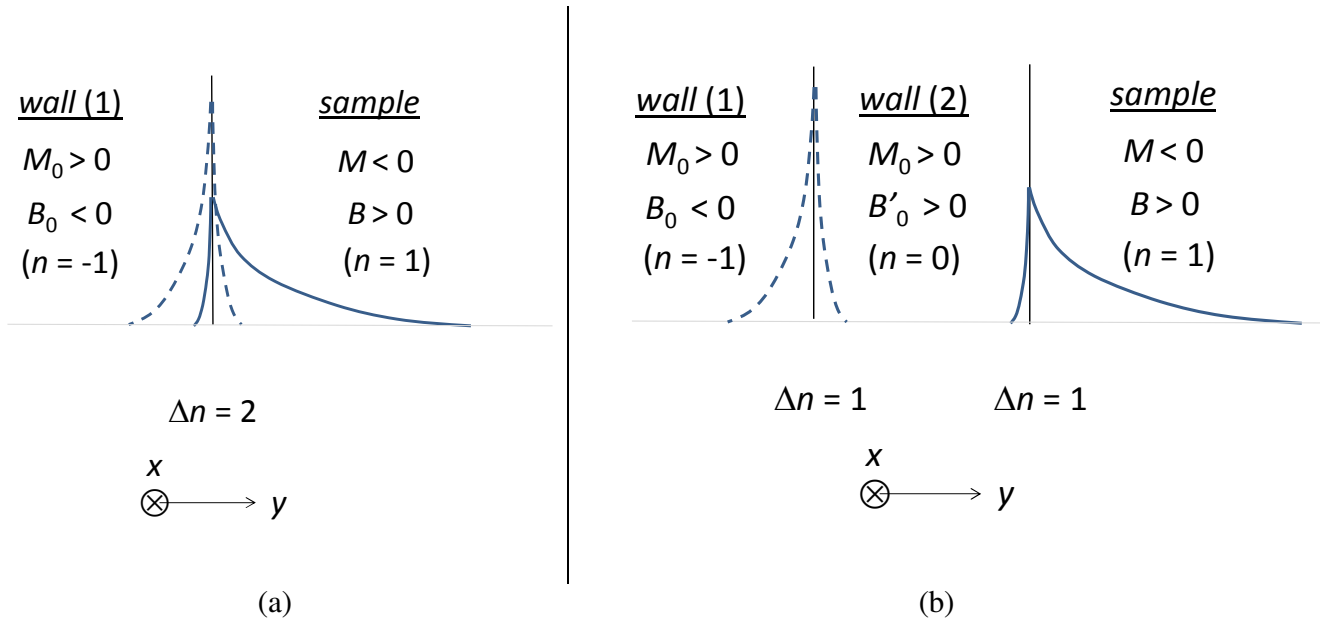 wall (1)
M0 > 0
B0 < 0
(n = -1)
sample
M < 0
B > 0
(n = 1)
Δn = 2
x
y
(a)
wall (1)
M0 > 0
B0 < 0
(n = -1)
wall (2)
M0 > 0
B’0 > 0
(n = 0)
sample
M < 0
B > 0
(n = 1)
Δn = 1
Δn = 1
x
y
(b)